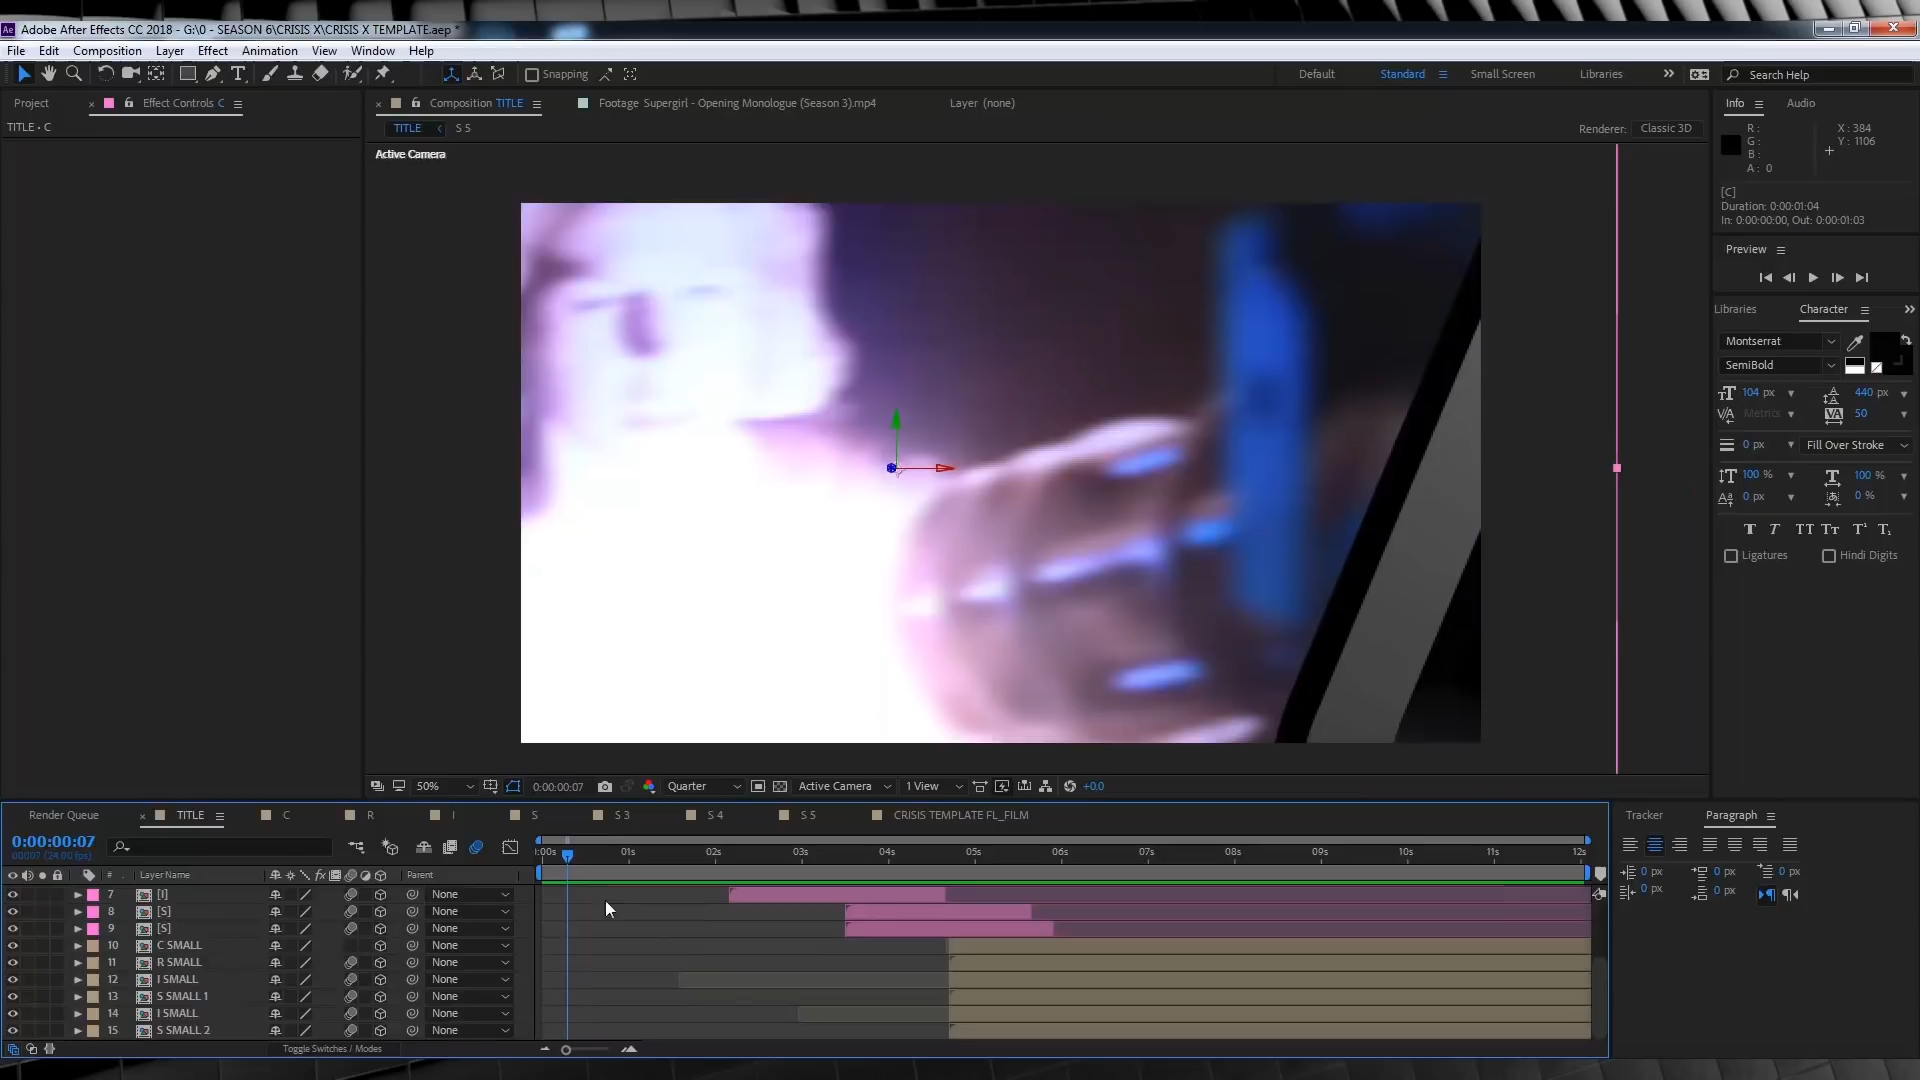 Adobe After Effects CC 2018 - G:\0 - SEASON 6\CRISIS X\CRISIS X TEMPLATE.aep *
File Edit Composition Layer Effect Animation View Window Help
Snapping
Default Standard Small Screen Libraries Search Help
Project Effect Controls C
TITLE • C
Composition TITLE Footage Supergirl - Opening Monologue (Season 3).mp4 Layer (none)
TITLE S 5
Renderer: Classic 3D
Active Camera
Info Audio
R : X : 384
G : Y : 1106
B :
A : 0
[C]
Duration: 0:00:01:04
In: 0:00:00:00, Out: 0:00:01:03
Preview
Libraries Character
Montserrat
SemiBold
104 px 440 px
Metrics 50
0 px Fill Over Stroke
100 % 100 %
0 px 0 %
T T TT Tт T¹ T₁
Ligatures Hindi Digits
50% 0:00:00:07 Quarter Active Camera 1 View +0.0
Render Queue TITLE C R I S S 3 S 4 S 5 CRISIS TEMPLATE FL_FILM
Tracker Paragraph
0:00:00:07
00007 (24.00 fps)
:00s 01s 02s 03s 04s 05s 06s 07s 08s 09s 10s 11s 12s
# Layer Name Parent
7 [I] None
8 [S] None
9 [S] None
10 C SMALL None
11 R SMALL None
12 I SMALL None
13 S SMALL 1 None
14 I SMALL None
15 S SMALL 2 None
Toggle Switches / Modes
0 px 0 px 0 px
0 px 0 px